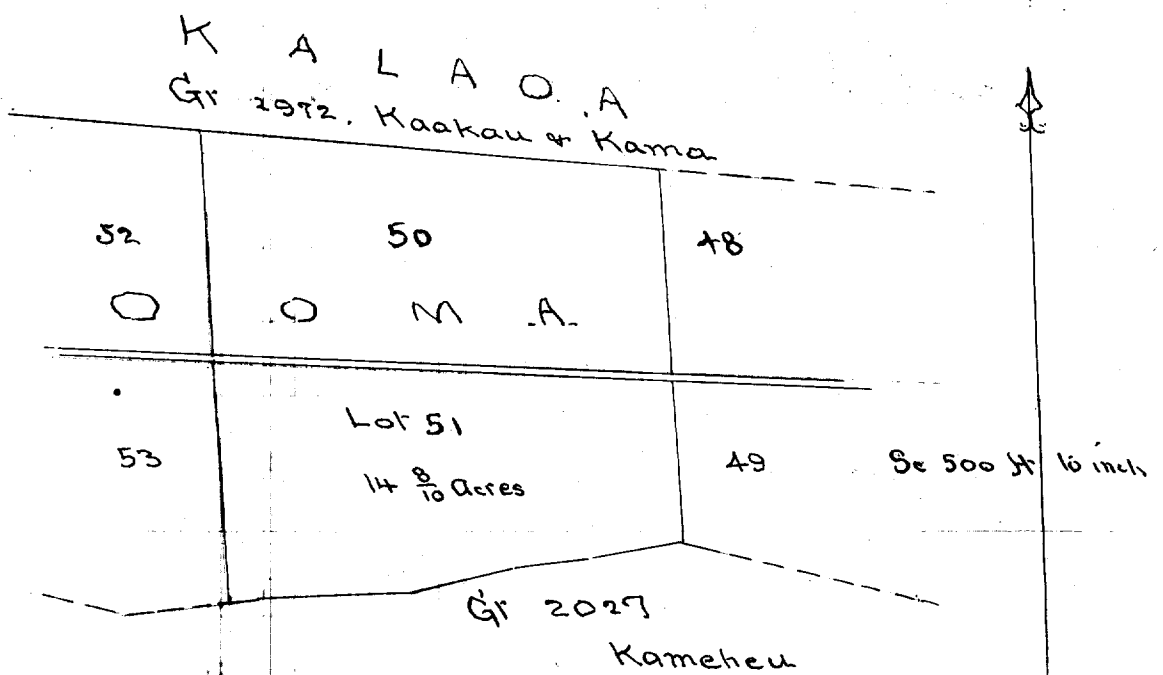 K A L A O. A
Gr 2972. Kaakau & Kama
52 50 48
O O M A
Lot 51
53 14 8/10 Acres 49 Sc 500 ft to inch
Gr 2027
Kameheu